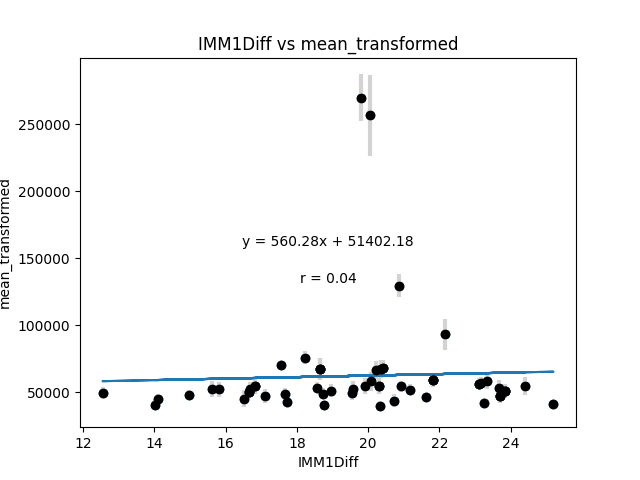 IMM1Diff vs mean_transformed
mean_transformed
250000
200000
150000
100000
50000
y = 560.28x + 51402.18
r = 0.04
12 14 16 18 20 22 24
IMM1Diff